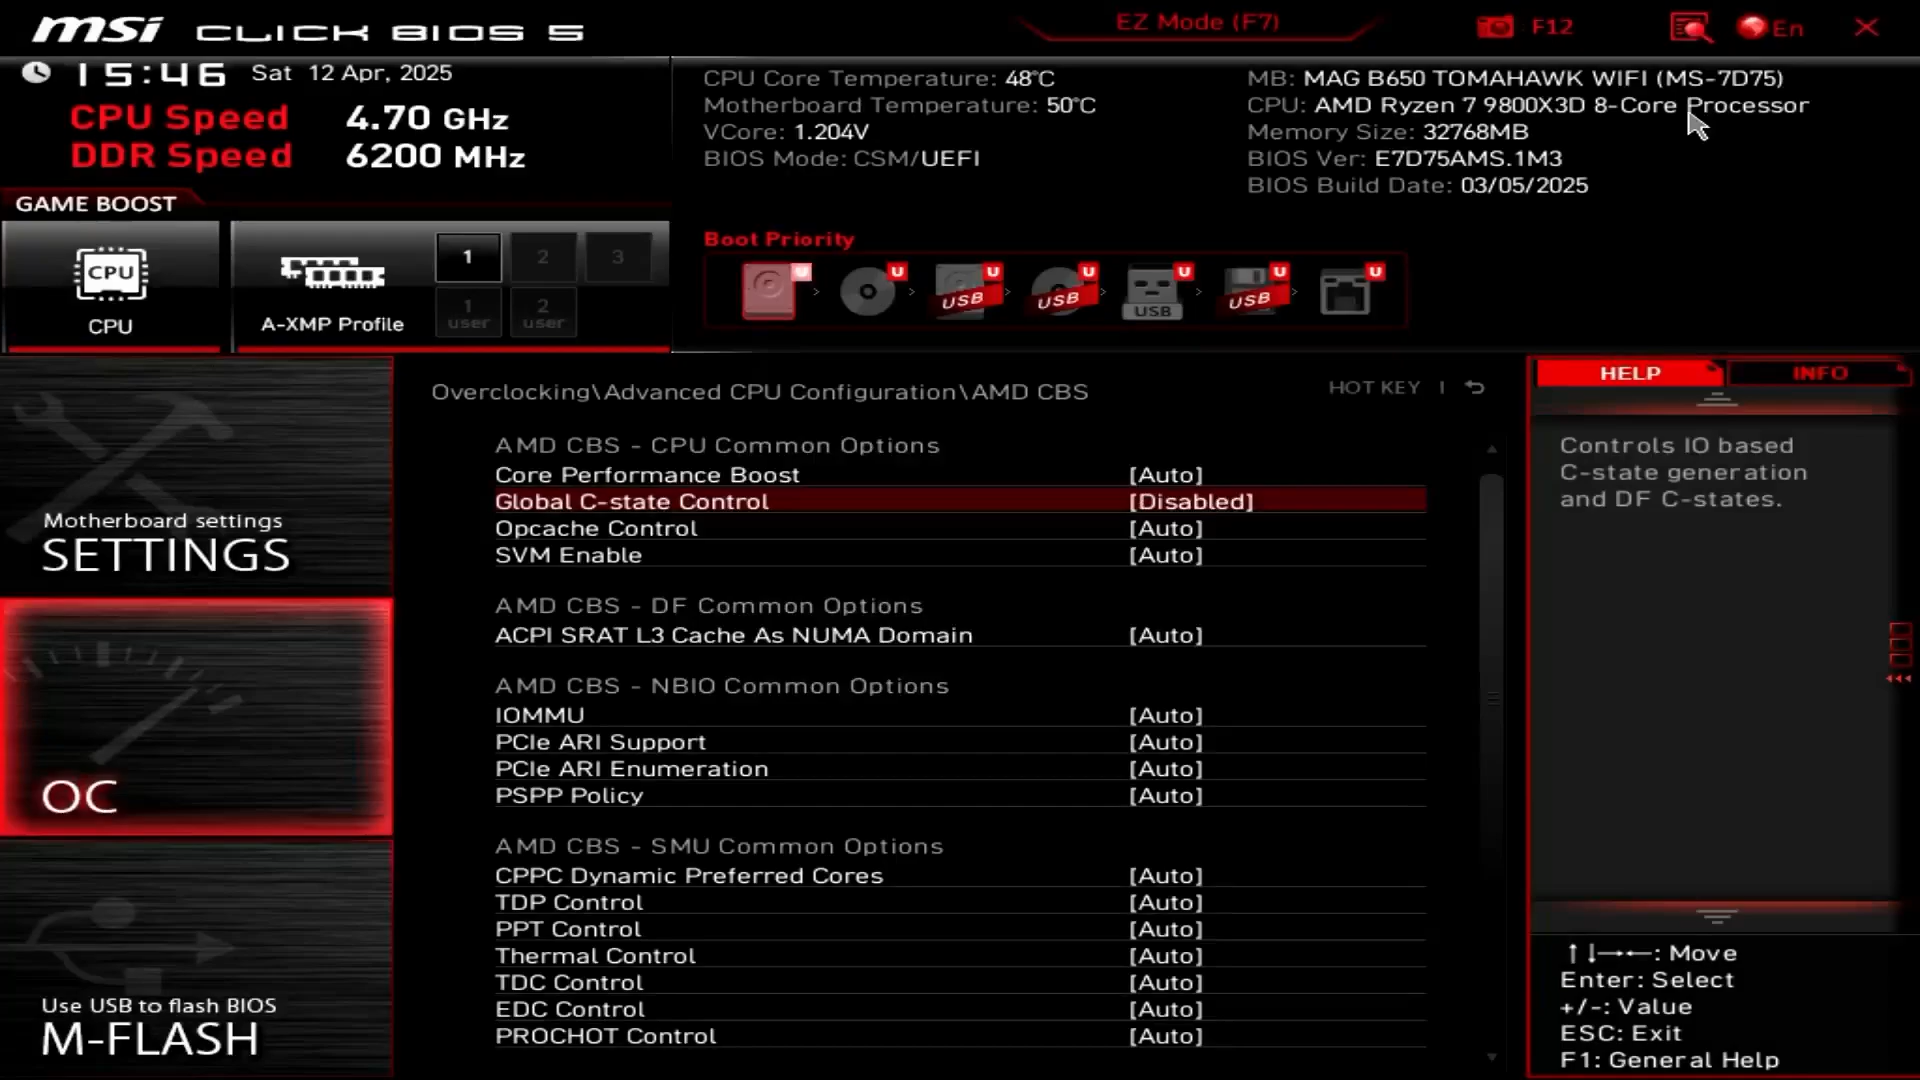 msi CLICK BIOS 5
EZ Mode (F7)
F12
En
15:46 Sat 12 Apr, 2025
CPU Speed 4.70 GHz
DDR Speed 6200 MHz
CPU Core Temperature: 48°C
Motherboard Temperature: 50°C
VCore: 1.204V
BIOS Mode: CSM/UEFI
MB: MAG B650 TOMAHAWK WIFI (MS-7D75)
CPU: AMD Ryzen 7 9800X3D 8-Core Processor
Memory Size: 32768MB
BIOS Ver: E7D75AMS.1M3
BIOS Build Date: 03/05/2025
GAME BOOST
CPU
CPU
A-XMP Profile
1 2 3
1 user 2 user
Boot Priority
U U U U U U U
USB USB USB USB
Motherboard settings
SETTINGS
OC
Use USB to flash BIOS
M-FLASH
Overclocking\Advanced CPU Configuration\AMD CBS
HOT KEY |
AMD CBS - CPU Common Options
Core Performance Boost [Auto]
Global C-state Control [Disabled]
Opcache Control [Auto]
SVM Enable [Auto]
AMD CBS - DF Common Options
ACPI SRAT L3 Cache As NUMA Domain [Auto]
AMD CBS - NBIO Common Options
IOMMU [Auto]
PCIe ARI Support [Auto]
PCIe ARI Enumeration [Auto]
PSPP Policy [Auto]
AMD CBS - SMU Common Options
CPPC Dynamic Preferred Cores [Auto]
TDP Control [Auto]
PPT Control [Auto]
Thermal Control [Auto]
TDC Control [Auto]
EDC Control [Auto]
PROCHOT Control [Auto]
HELP
INFO
Controls IO based
C-state generation
and DF C-states.
↑↓→←: Move
Enter: Select
+/-: Value
ESC: Exit
F1: General Help